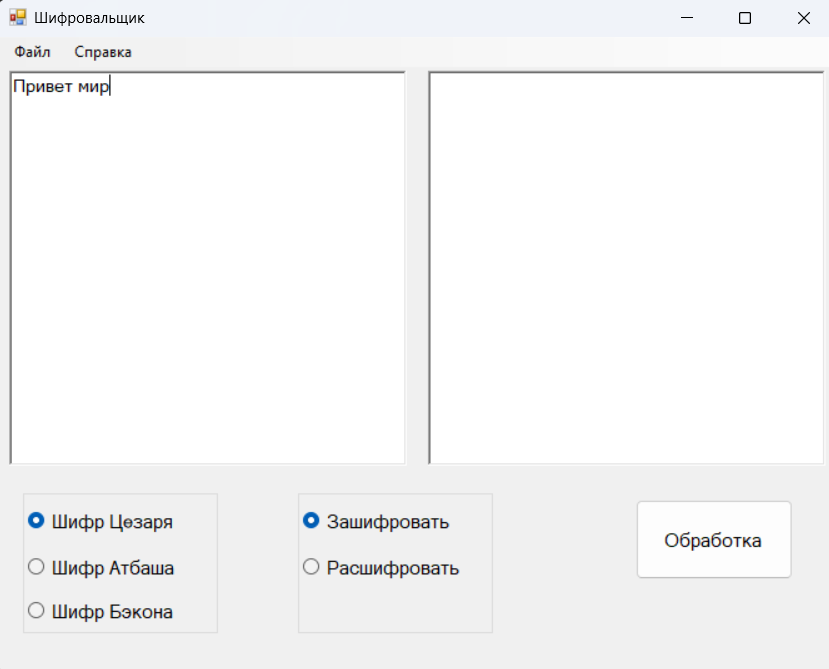 Шифровальщик
Файл Справка
Привет мир
Шифр Цезаря
Шифр Атбаша
Шифр Бэкона
Зашифровать
Расшифровать
Обработка